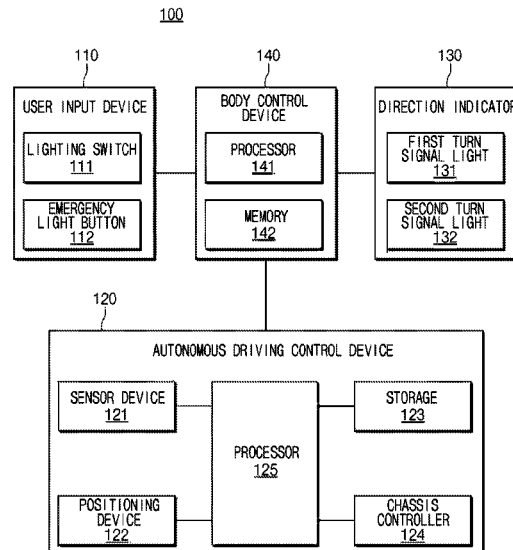 100
110
140
130
USER INPUT DEVICE
LIGHTING SWITCH
111
EMERGENCY
LIGHT BUTTON
112
BODY CONTROL
DEVICE
PROCESSOR
141
MEMORY
142
DIRECTION INDICATOR
FIRST TURN
SIGNAL LIGHT
131
SECOND TURN
SIGNAL LIGHT
132
120
AUTONOMOUS DRIVING CONTROL DEVICE
SENSOR DEVICE
121
POSITIONING
DEVICE
122
PROCESSOR
125
STORAGE
123
CHASSIS
CONTROLLER
124